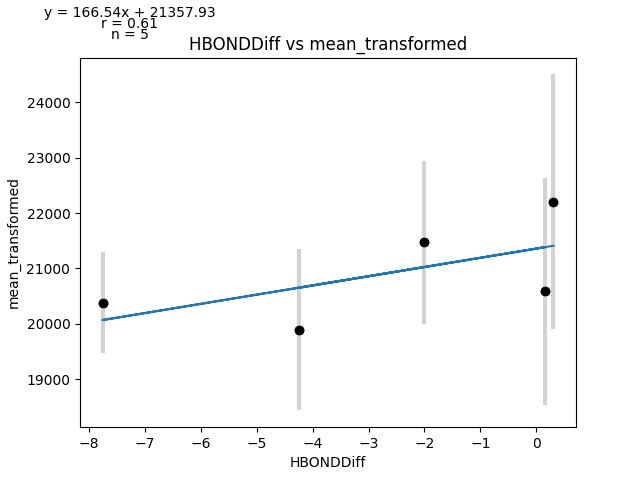 y = 166.54x + 21357.93
r = 0.61
n = 5
HBONDDiff vs mean_transformed
24000
23000
22000
21000
20000
19000
mean_transformed
−8 −7 −6 −5 −4 −3 −2 −1 0
HBONDDiff